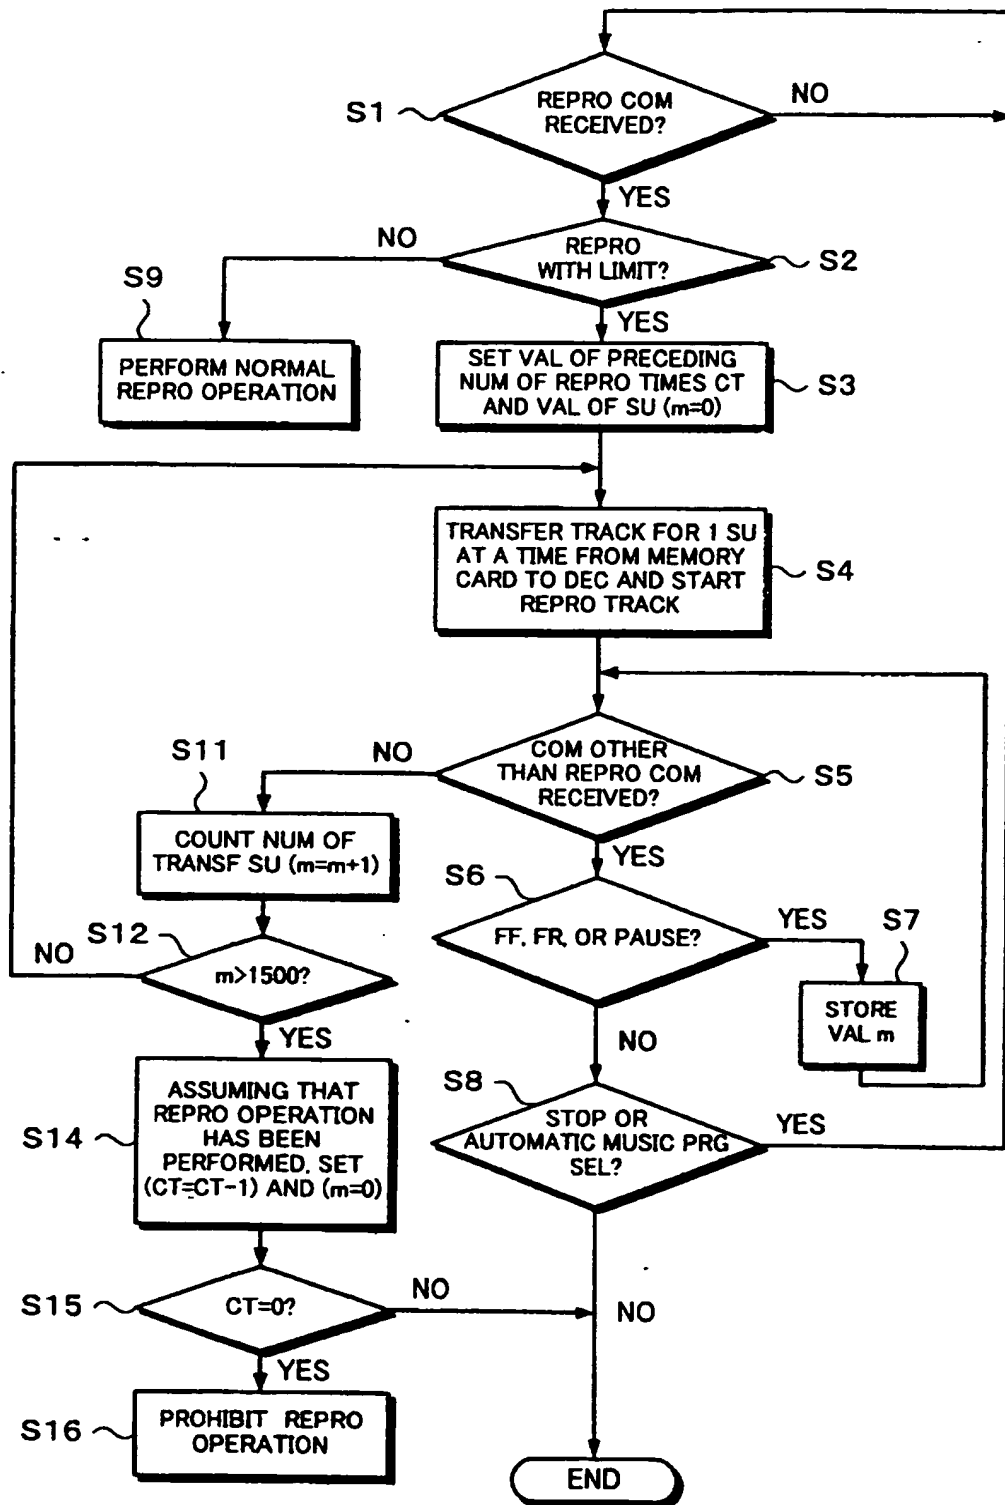 S1
REPRO COM
RECEIVED?
NO
YES
NO
REPRO
WITH LIMIT?
S2
S9
YES
PERFORM NORMAL
REPRO OPERATION
SET VAL OF PRECEDING
NUM OF REPRO TIMES CT
AND VAL OF SU (m=0)
S3
TRANSFER TRACK FOR 1 SU
AT A TIME FROM MEMORY
CARD TO DEC AND START
REPRO TRACK
S4
S11
NO
COM OTHER
THAN REPRO COM
RECEIVED?
S5
COUNT NUM OF
TRANSF SU (m=m+1)
YES
S6
S12
NO
FF, FR, OR PAUSE?
YES
S7
m>1500?
STORE
VAL m
YES
NO
S8
S14
ASSUMING THAT
REPRO OPERATION
HAS BEEN
PERFORMED, SET
(CT=CT-1) AND (m=0)
STOP OR
AUTOMATIC MUSIC PRG
SEL?
YES
S15
CT=0?
NO
NO
YES
S16
PROHIBIT REPRO
OPERATION
END